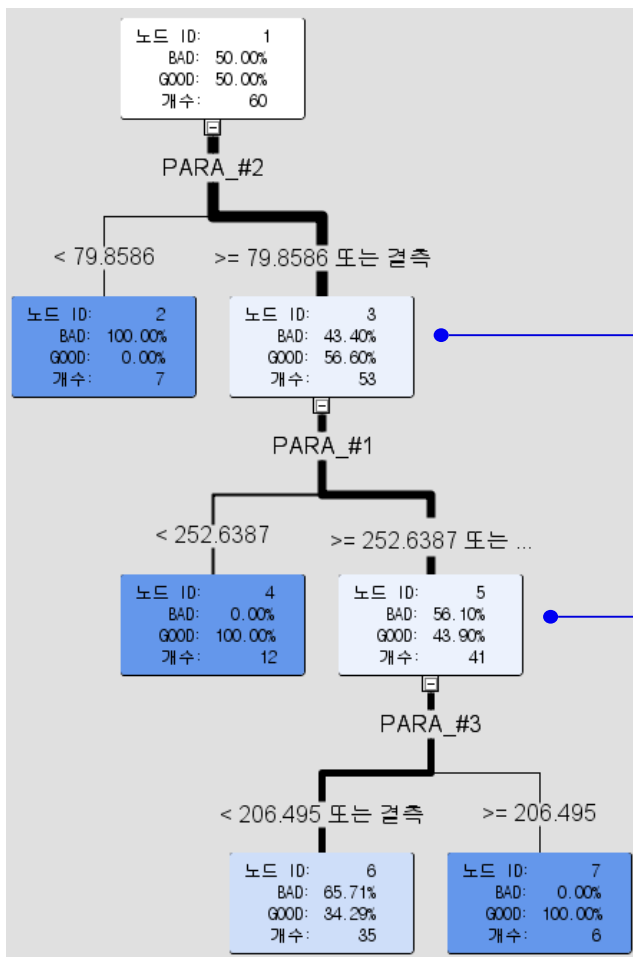 노드 ID: 1
BAD: 50.00%
GOOD: 50.00%
개수: 60
PARA_#2
< 79.8586
>= 79.8586 또는 결측
노드 ID: 2
BAD: 100.00%
GOOD: 0.00%
개수: 7
노드 ID: 3
BAD: 43.40%
GOOD: 56.60%
개수: 53
PARA_#1
< 252.6387
>= 252.6387 또는 ...
노드 ID: 4
BAD: 0.00%
GOOD: 100.00%
개수: 12
노드 ID: 5
BAD: 56.10%
GOOD: 43.90%
개수: 41
PARA_#3
< 206.495 또는 결측
>= 206.495
노드 ID: 6
BAD: 65.71%
GOOD: 34.29%
개수: 35
노드 ID: 7
BAD: 0.00%
GOOD: 100.00%
개수: 6